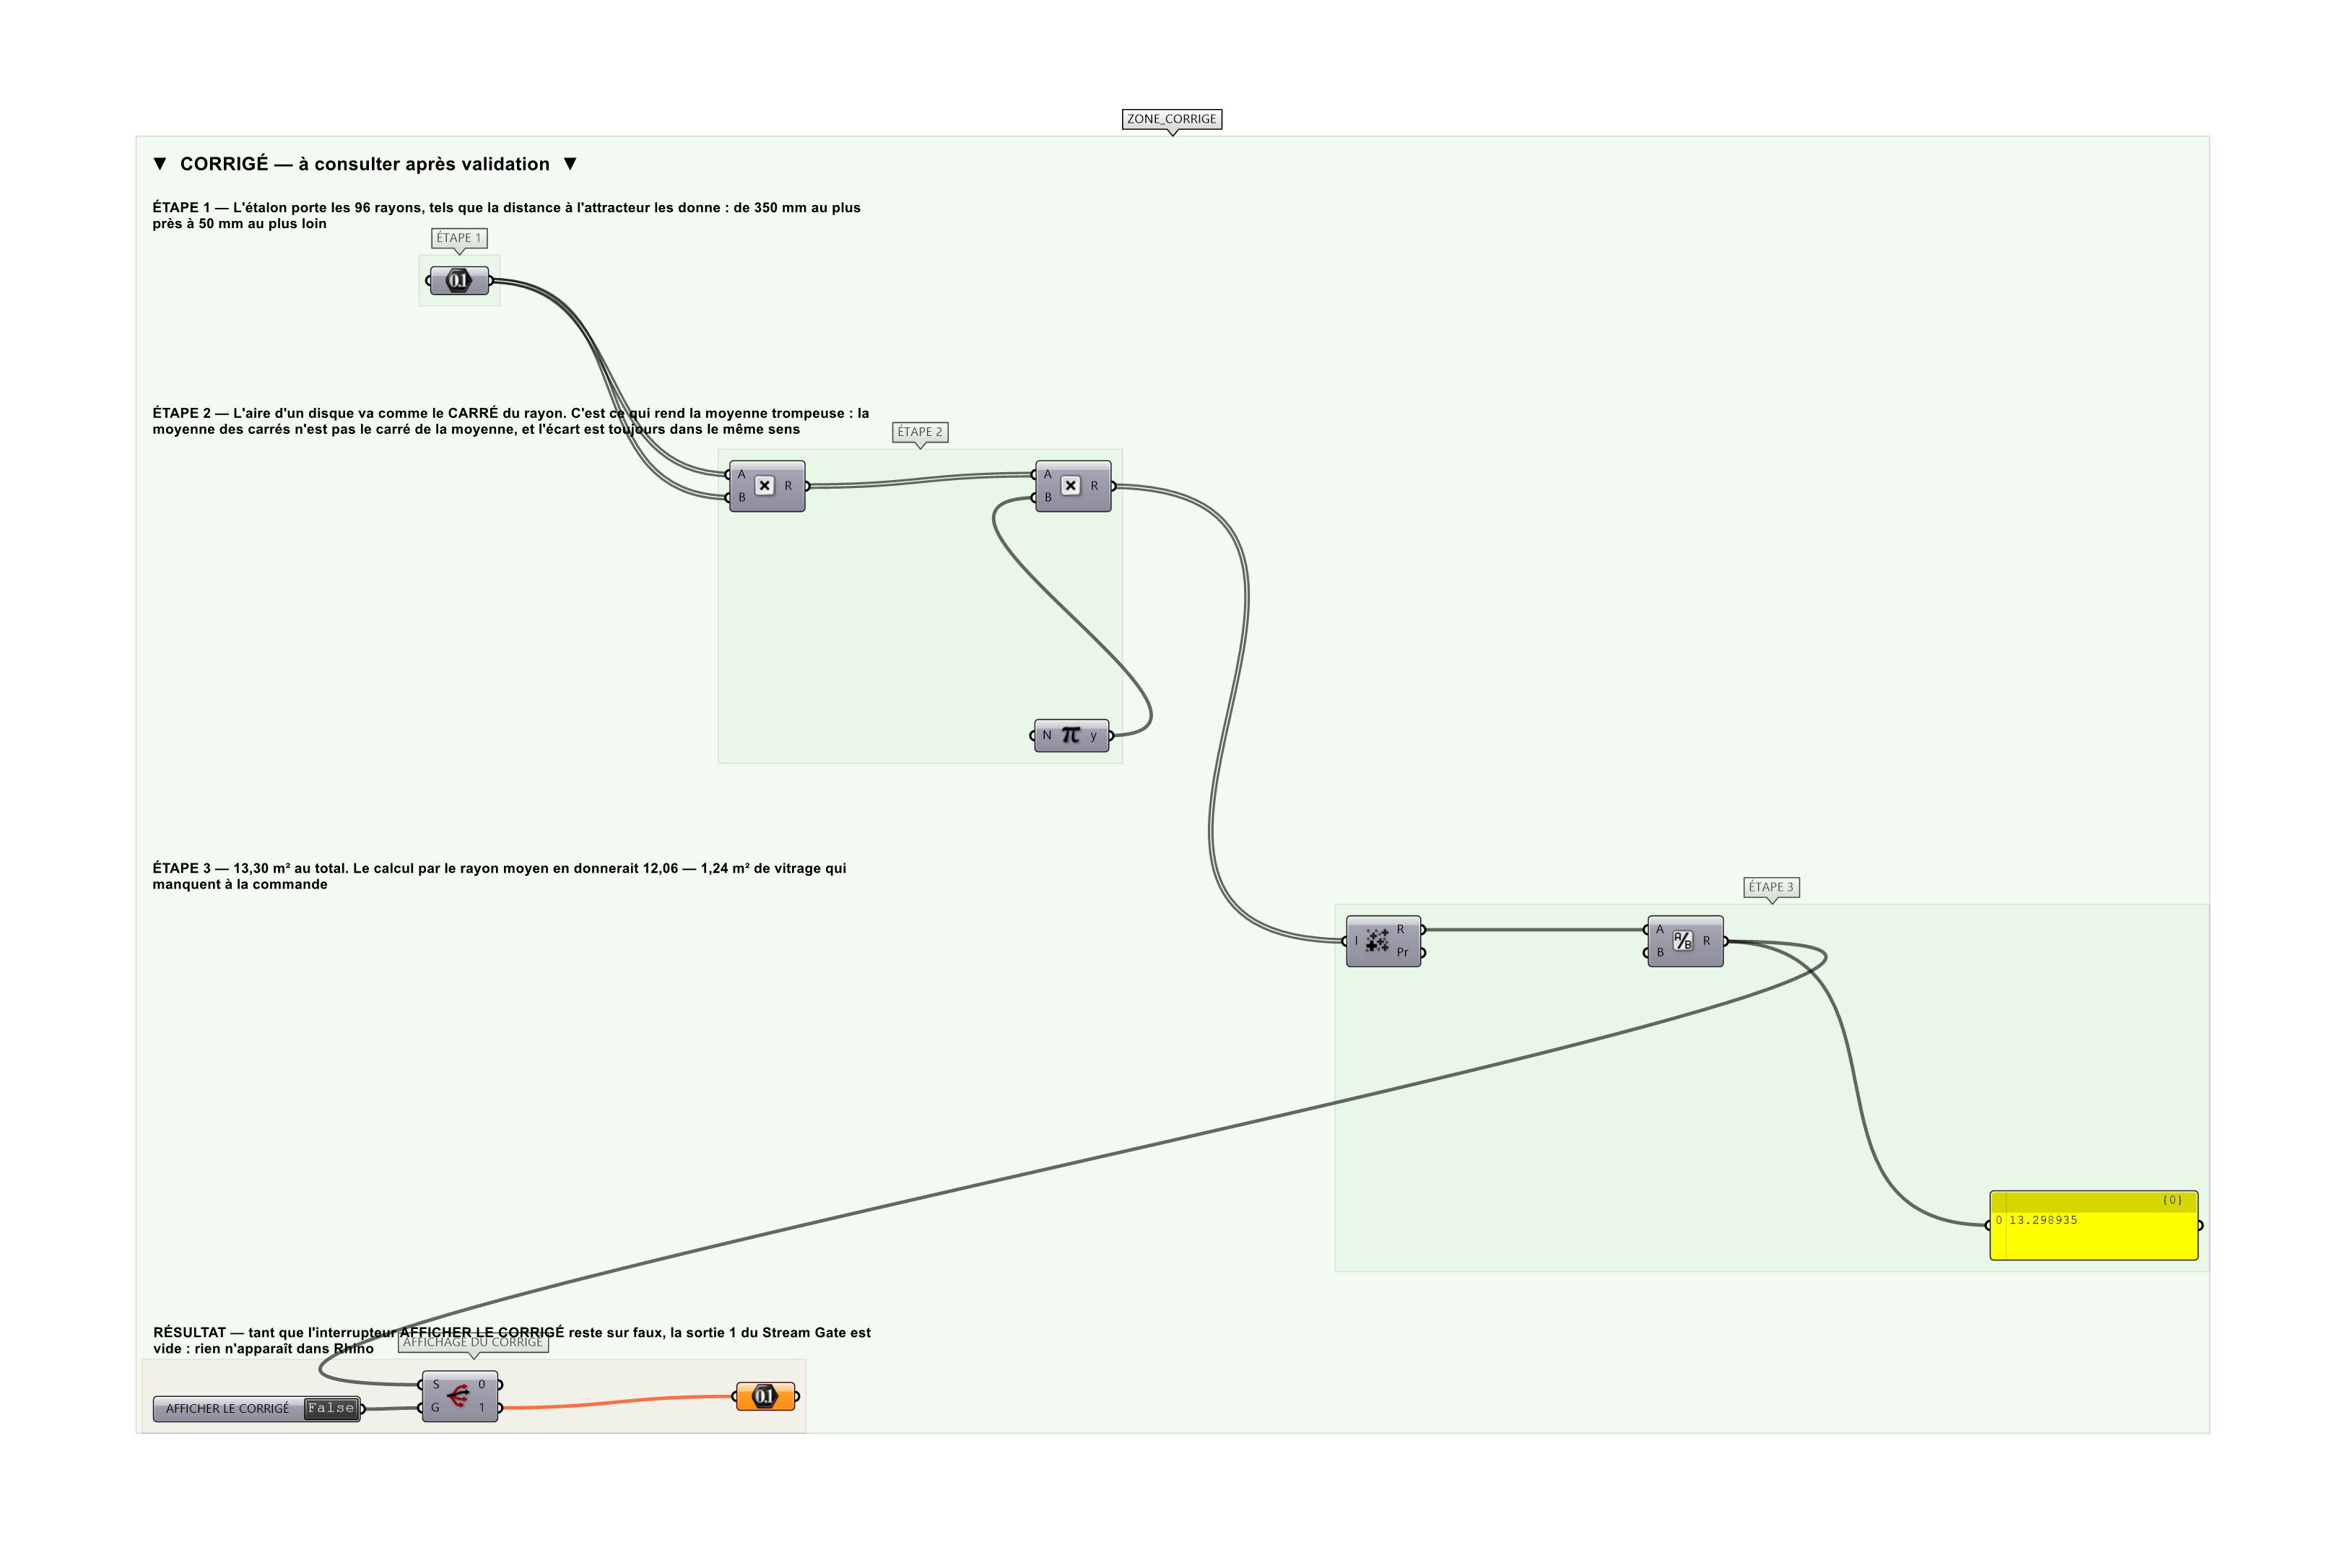 ZONE_CORRIGE
▼ CORRIGÉ — à consulter après validation ▼
ÉTAPE 1 — L'étalon porte les 96 rayons, tels que la distance à l'attracteur les donne : de 350 mm au plus
près à 50 mm au plus loin
ÉTAPE 1
0.1
ÉTAPE 2 — L'aire d'un disque va comme le CARRÉ du rayon. C'est ce qui rend la moyenne trompeuse : la
moyenne des carrés n'est pas le carré de la moyenne, et l'écart est toujours dans le même sens
ÉTAPE 2
A
B
R
A
B
R
N π y
ÉTAPE 3 — 13,30 m² au total. Le calcul par le rayon moyen en donnerait 12,06 — 1,24 m² de vitrage qui
manquent à la commande
ÉTAPE 3
I
R
Pr
A
B
A/B
R
{0}
0 13.298935
RÉSULTAT — tant que l'interrupteur AFFICHER LE CORRIGÉ reste sur faux, la sortie 1 du Stream Gate est
vide : rien n'apparaît dans Rhino
AFFICHAGE DU CORRIGÉ
AFFICHER LE CORRIGÉ False
S 0
G 1
0.1